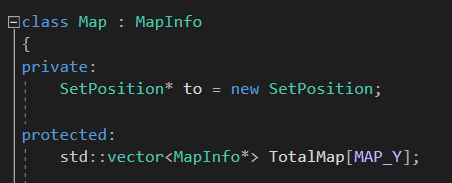 class Map : MapInfo
{
private:
SetPosition* to = new SetPosition;
protected:
std::vector<MapInfo*> TotalMap[MAP_Y];